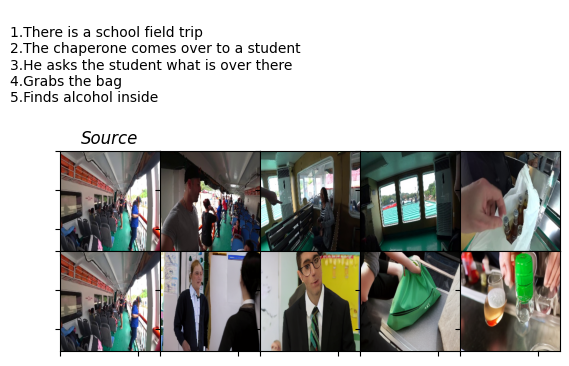 1.There is a school field trip
2.The chaperone comes over to a student
3.He asks the student what is over there
4.Grabs the bag
5.Finds alcohol inside
Source